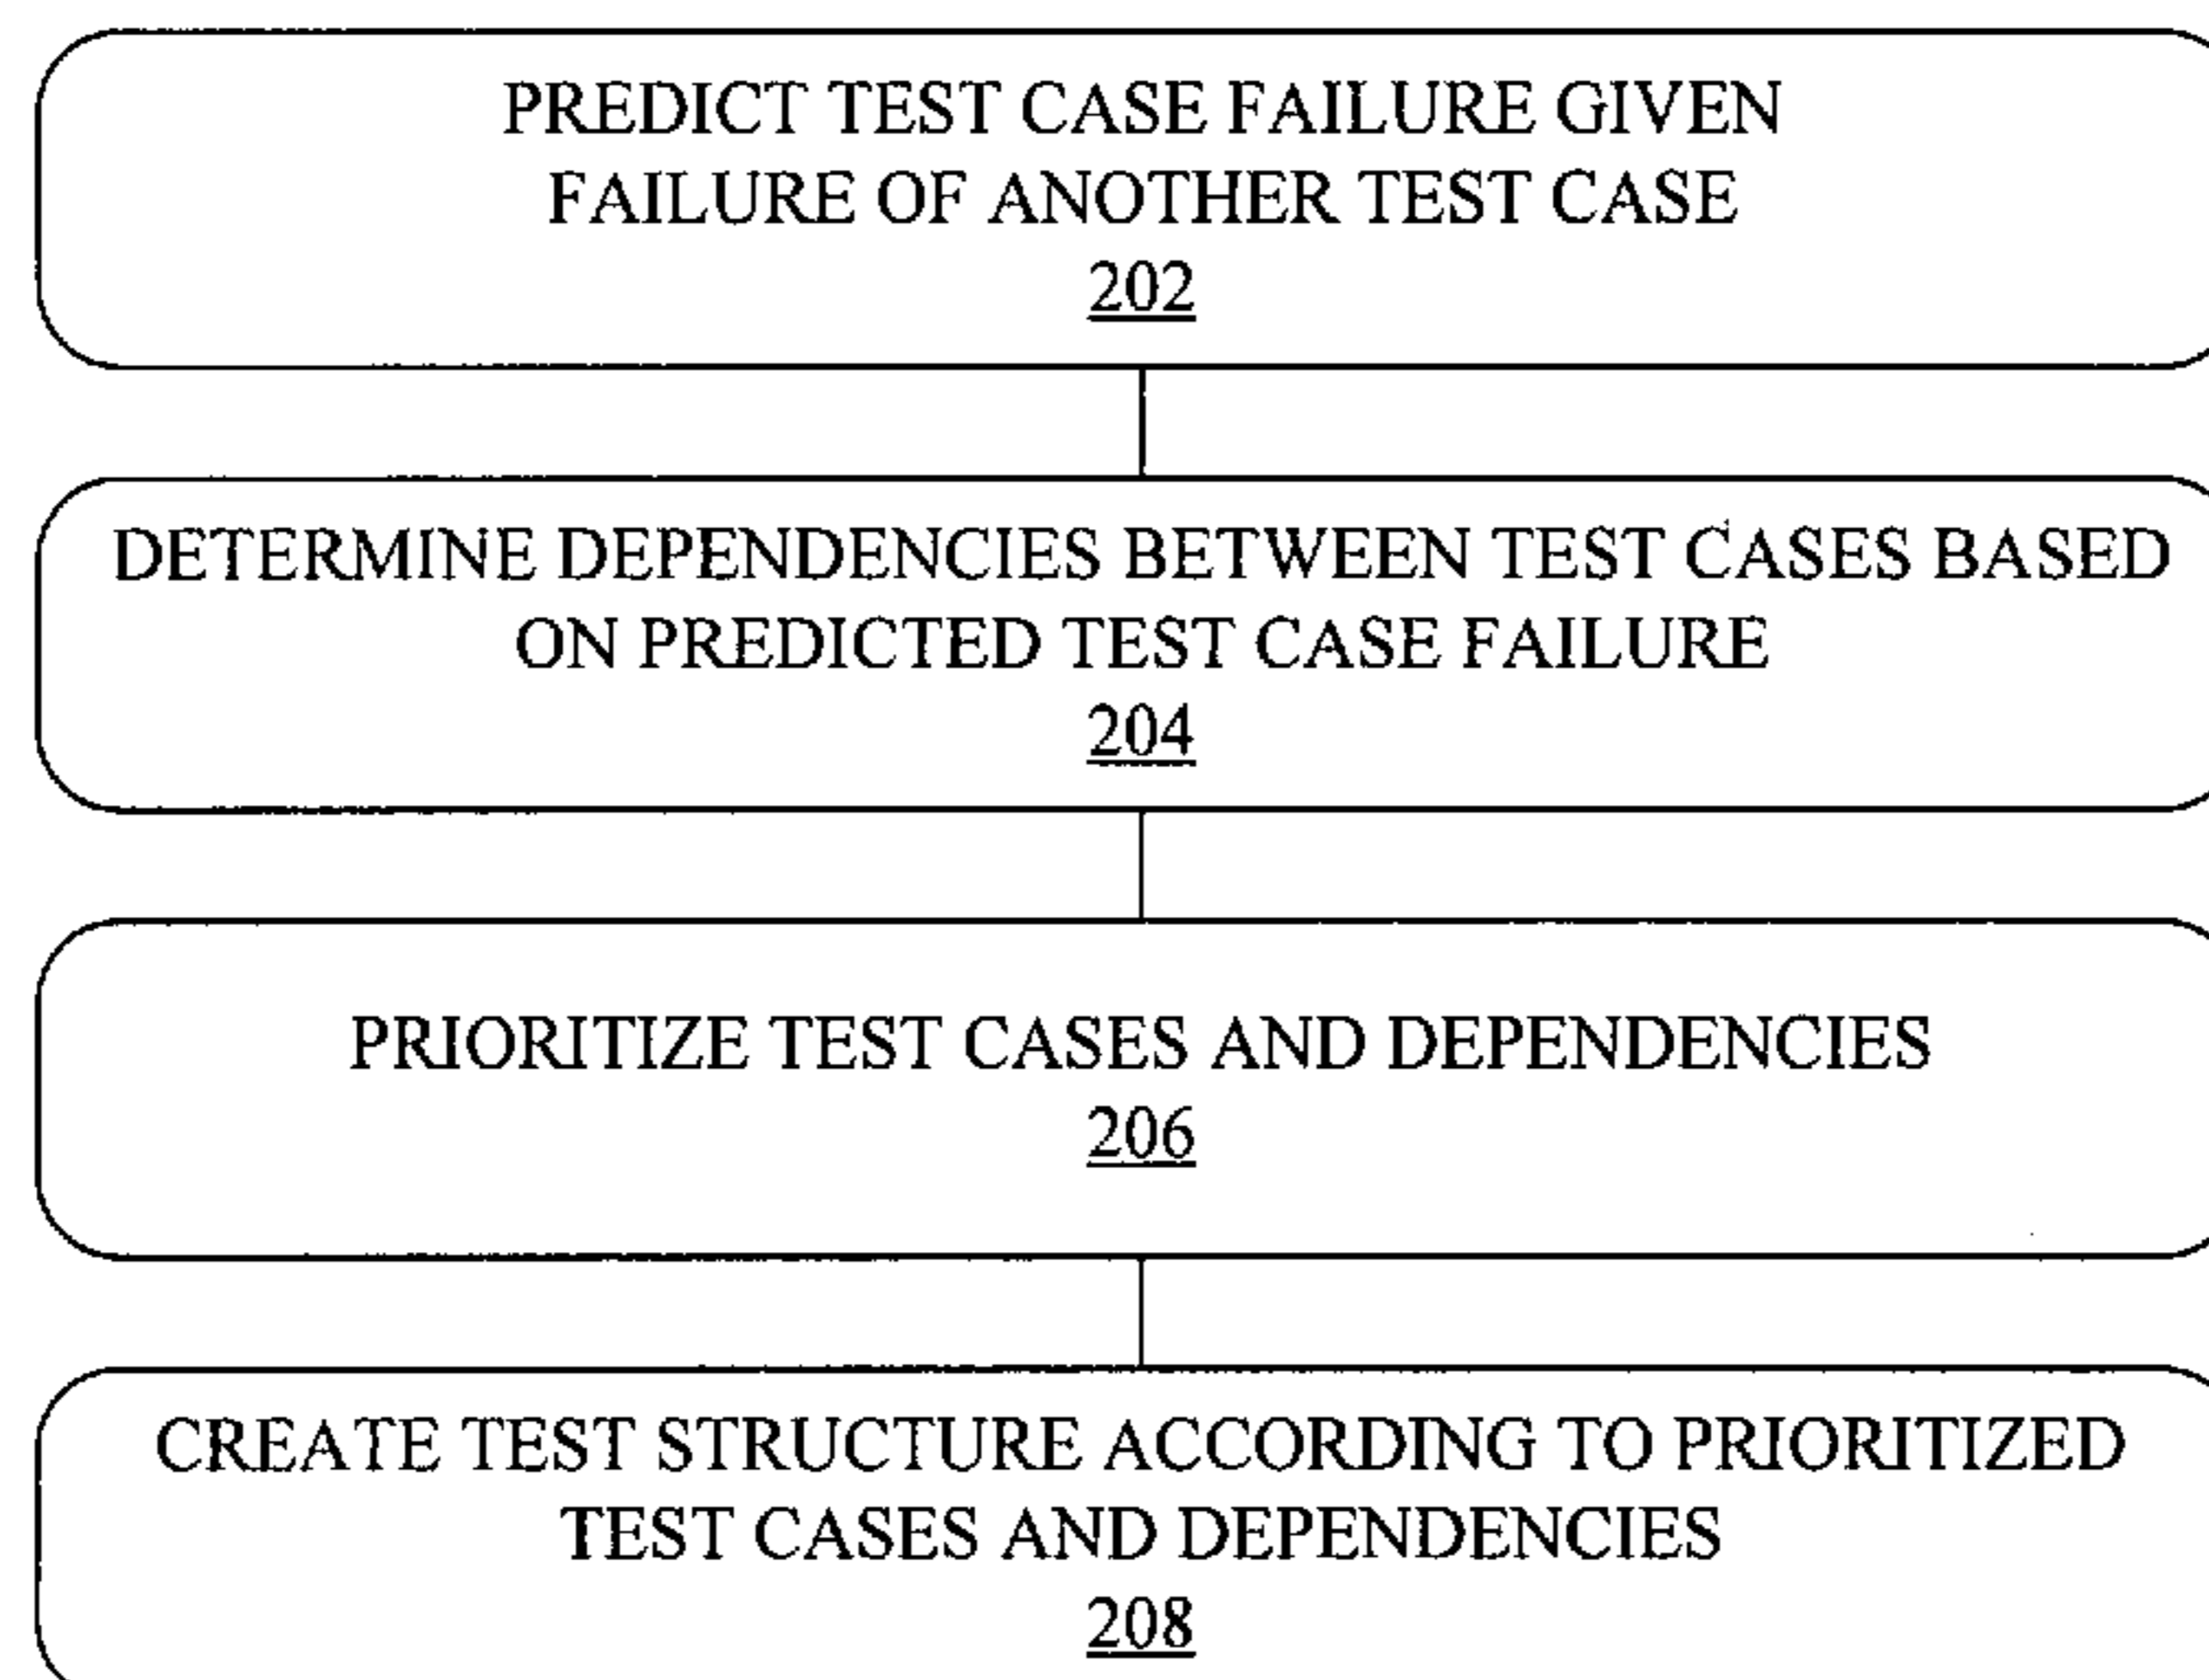 PREDICT TEST CASE FAILURE GIVEN
FAILURE OF ANOTHER TEST CASE
202
DETERMINE DEPENDENCIES BETWEEN TEST CASES BASED
ON PREDICTED TEST CASE FAILURE
204
PRIORITIZE TEST CASES AND DEPENDENCIES
206
CREATE TEST STRUCTURE ACCORDING TO PRIORITIZED
TEST CASES AND DEPENDENCIES
208